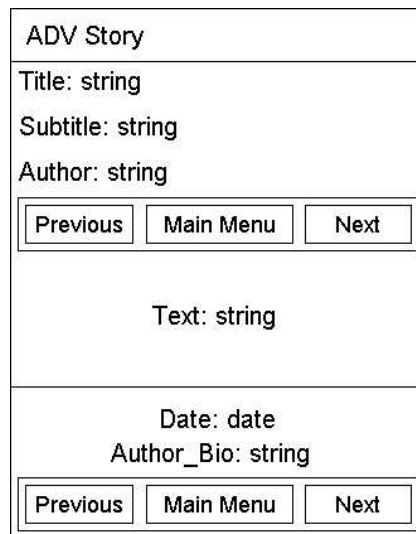 ADV Story
Title: string
Subtitle: string
Author: string
Previous Main Menu Next
Text: string
Date: date
Author_Bio: string
Previous Main Menu Next